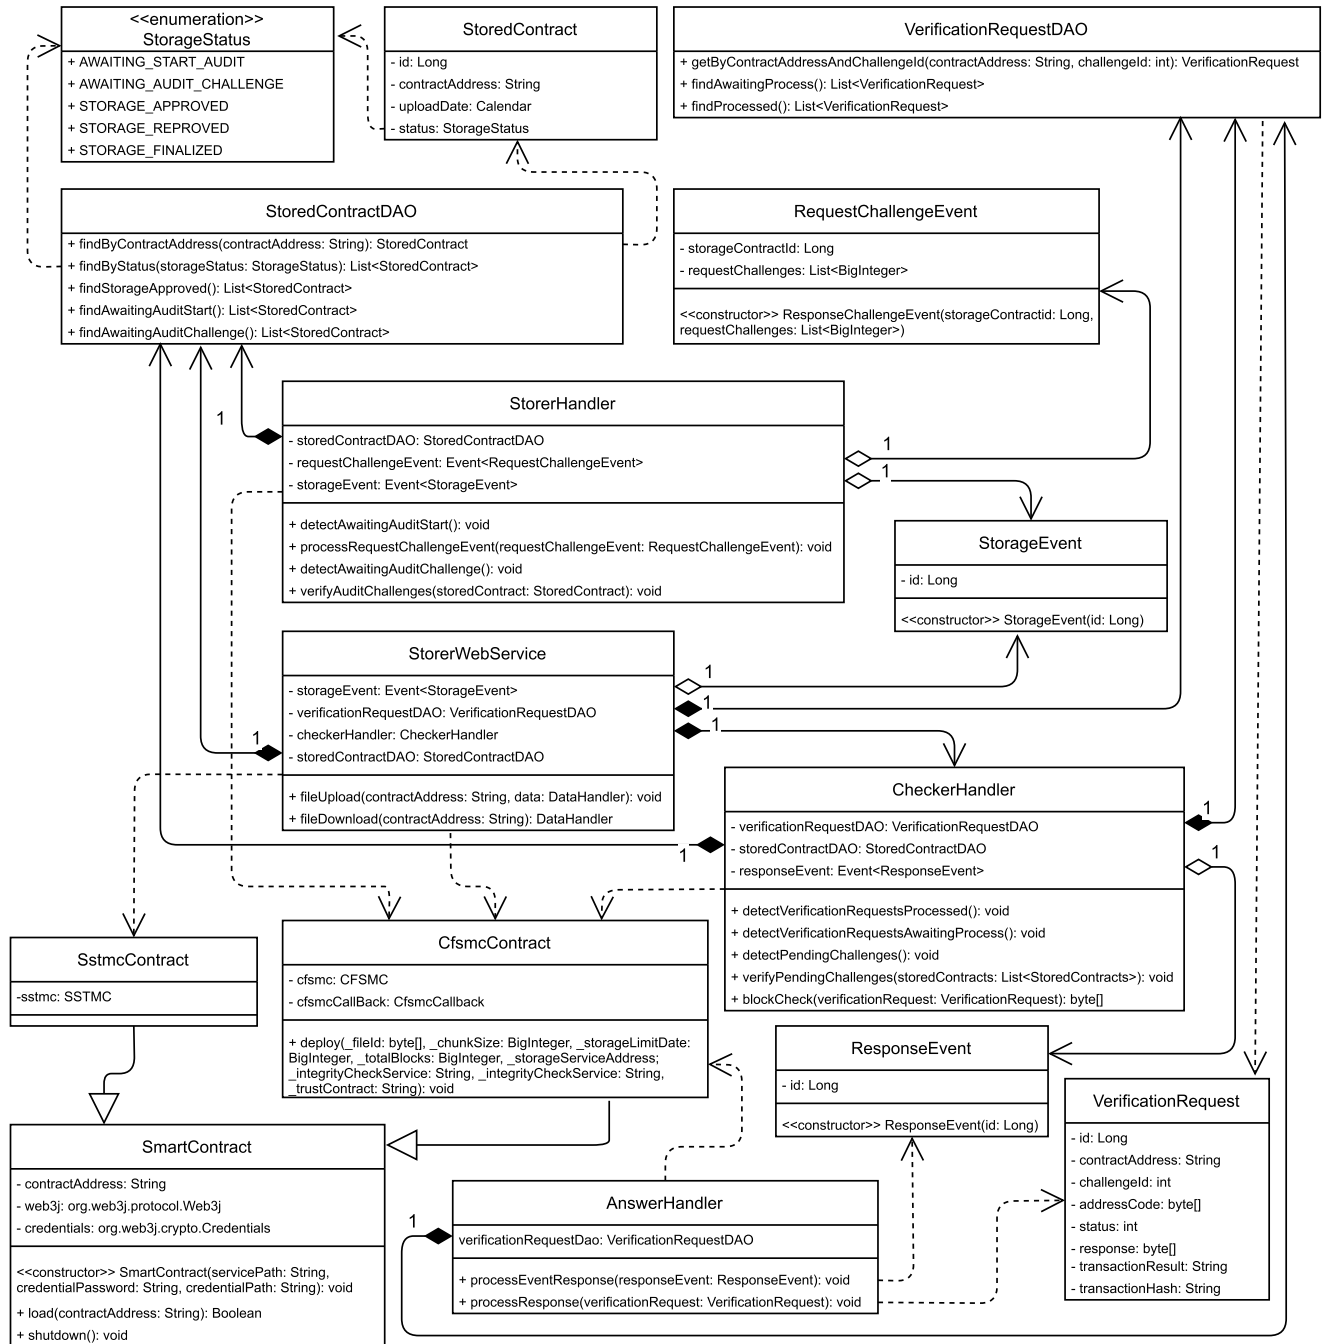 <<enumeration>>
StorageStatus
+ AWAITING_START_AUDIT
+ AWAITING_AUDIT_CHALLENGE
+ STORAGE_APPROVED
+ STORAGE_REPROVED
+ STORAGE_FINALIZED
StoredContract
- id: Long
- contractAddress: String
- uploadDate: Calendar
- status: StorageStatus
VerificationRequestDAO
+ getByContractAddressAndChallengeId(contractAddress: String, challengeId: int): VerificationRequest
+ findAwaitingProcess(): List<VerificationRequest>
+ findProcessed(): List<VerificationRequest>
StoredContractDAO
+ findByContractAddress(contractAddress: String): StoredContract
+ findByStatus(storageStatus: StorageStatus): List<StoredContract>
+ findStorageApproved(): List<StoredContract>
+ findAwaitingAuditStart(): List<StoredContract>
+ findAwaitingAuditChallenge(): List<StoredContract>
RequestChallengeEvent
- storageContractId: Long
- requestChallenges: List<BigInteger>
<<constructor>> ResponseChallengeEvent(storageContractid: Long,
requestChallenges: List<BigInteger>)
StorerHandler
- storedContractDAO: StoredContractDAO
- requestChallengeEvent: Event<RequestChallengeEvent>
- storageEvent: Event<StorageEvent>
+ detectAwaitingAuditStart(): void
+ processRequestChallengeEvent(requestChallengeEvent: RequestChallengeEvent): void
+ detectAwaitingAuditChallenge(): void
+ verifyAuditChallenges(storedContract: StoredContract): void
1
1
1
StorageEvent
- id: Long
<<constructor>> StorageEvent(id: Long)
StorerWebService
- storageEvent: Event<StorageEvent>
- verificationRequestDAO: VerificationRequestDAO
- checkerHandler: CheckerHandler
- storedContractDAO: StoredContractDAO
+ fileUpload(contractAddress: String, data: DataHandler): void
+ fileDownload(contractAddress: String): DataHandler
1
1
1
1
CheckerHandler
- verificationRequestDAO: VerificationRequestDAO
- storedContractDAO: StoredContractDAO
- responseEvent: Event<ResponseEvent>
+ detectVerificationRequestsProcessed(): void
+ detectVerificationRequestsAwaitingProcess(): void
+ detectPendingChallenges(): void
+ verifyPendingChallenges(storedContracts: List<StoredContracts>): void
+ blockCheck(verificationRequest: VerificationRequest): byte[]
1
1
1
SstmcContract
-sstmc: SSTMC
CfsmcContract
- cfsmc: CFSMC
- cfsmcCallBack: CfsmcCallback
+ deploy(_fileId: byte[], _chunkSize: BigInteger, _storageLimitDate:
BigInteger, _totalBlocks: BigInteger, _storageServiceAddress;
_integrityCheckService: String, _integrityCheckService: String,
_trustContract: String): void
ResponseEvent
- id: Long
<<constructor>> ResponseEvent(id: Long)
VerificationRequest
- id: Long
- contractAddress: String
- challengeId: int
- addressCode: byte[]
- status: int
- response: byte[]
- transactionResult: String
- transactionHash: String
SmartContract
- contractAddress: String
- web3j: org.web3j.protocol.Web3j
- credentials: org.web3j.crypto.Credentials
<<constructor>> SmartContract(servicePath: String,
credentialPassword: String, credentialPath: String): void
+ load(contractAddress: String): Boolean
+ shutdown(): void
AnswerHandler
verificationRequestDao: VerificationRequestDAO
+ processEventResponse(responseEvent: ResponseEvent): void
+ processResponse(verificationRequest: VerificationRequest): void
1